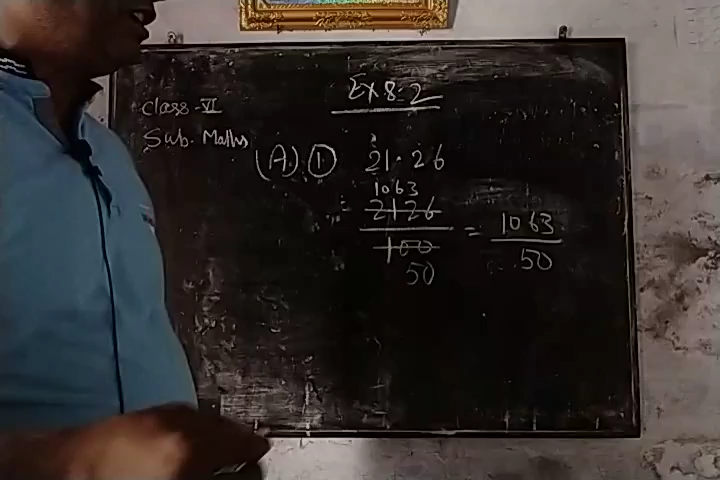 Ex 8.2
Class - VI
Sub. Maths
(A) (1) 21.26
1063
= 2126 = 1063
100 50
50